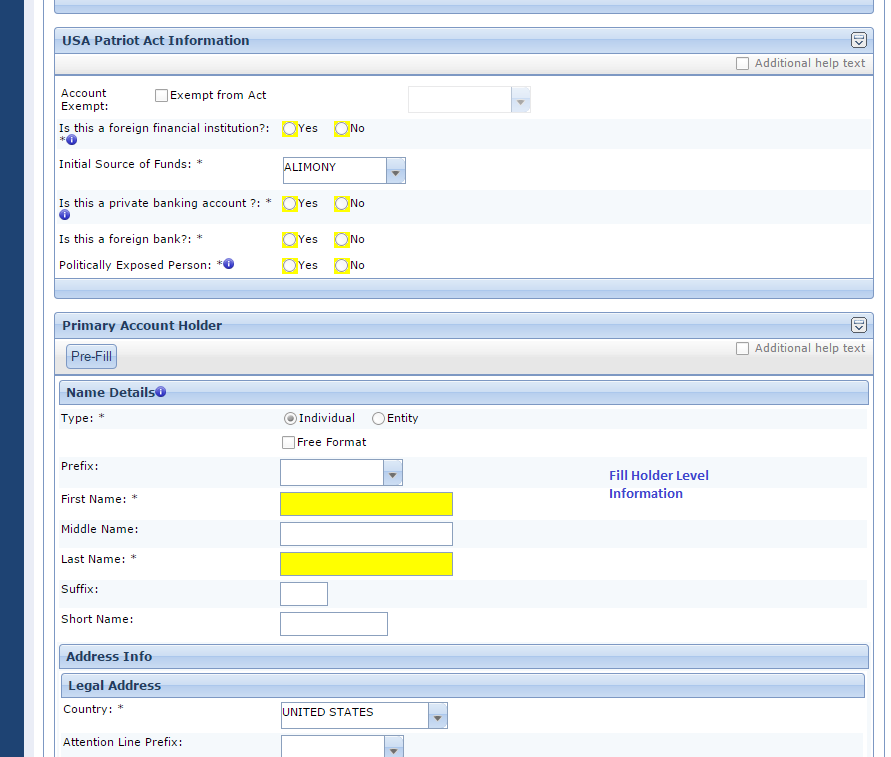 USA Patriot Act Information
Additional help text
Account
Exempt:
Exempt from Act
Is this a foreign financial institution?:
*
Yes
No
Initial Source of Funds: *
ALIMONY
Is this a private banking account ?: *
Yes
No
Is this a foreign bank?: *
Yes
No
Politically Exposed Person: *
Yes
No
Primary Account Holder
Pre-Fill
Additional help text
Name Details
Type: *
Individual
Entity
Free Format
Prefix:
Fill Holder Level
Information
First Name: *
Middle Name:
Last Name: *
Suffix:
Short Name:
Address Info
Legal Address
Country: *
UNITED STATES
Attention Line Prefix: